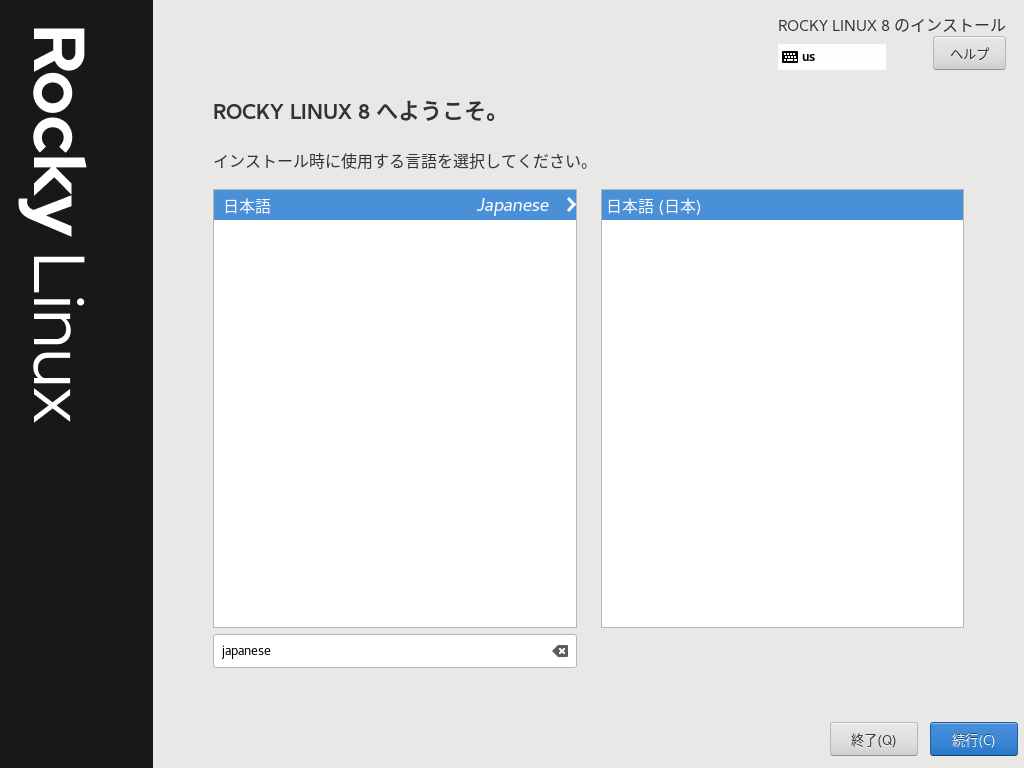 Rocky Linux
ROCKY LINUX 8 のインストール
us
ヘルプ
ROCKY LINUX 8 へようこそ。
インストール時に使用する言語を選択してください。
日本語 Japanese
日本語 (日本)
japanese
終了(Q)
続行(C)